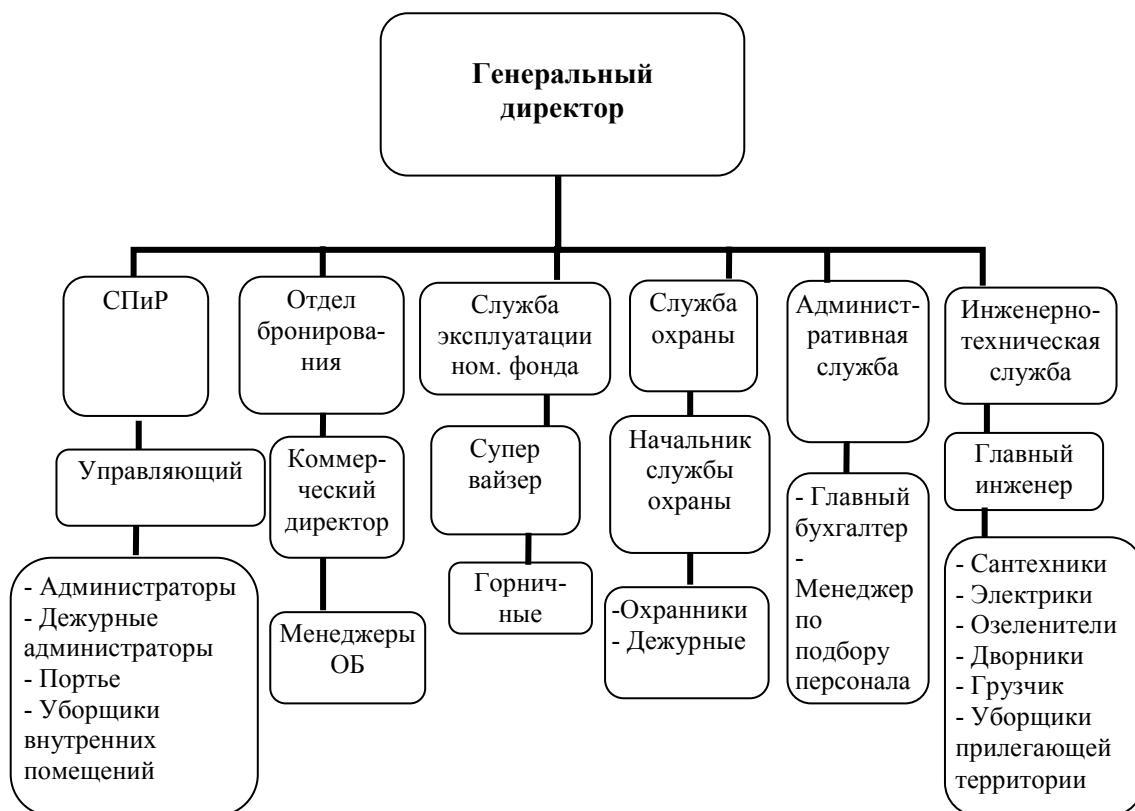 Генеральный
директор
СПиР
Отдел
бронирова-
ния
Служба
эксплуатации
ном. фонда
Служба
охраны
Админист-
ративная
служба
Инженерно-
техническая
служба
Управляющий
Коммер-
ческий
директор
Супер
вайзер
Начальник
службы
охраны
- Главный
бухгалтер
-
Менеджер
по
подбору
персонала
Главный
инженер
- Администраторы
- Дежурные
администраторы
- Портье
- Уборщики
внутренних
помещений
Менеджеры
ОБ
Горнич-
ные
-Охранники
- Дежурные
- Сантехники
- Электрики
- Озеленители
- Дворники
- Грузчик
- Уборщики
прилегающей
территории